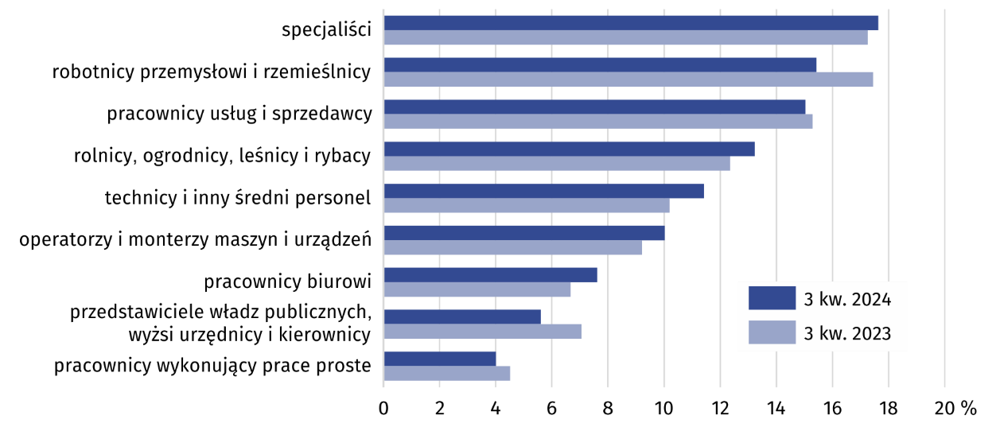 specjaliści
robotnicy przemysłowi i rzemieślnicy
pracownicy usług i sprzedawcy
rolnicy, ogrodnicy, leśnicy i rybacy
technicy i inny średni personel
operatorzy i monterzy maszyn i urządzeń
pracownicy biurowi
przedstawiciele władz publicznych,
wyżsi urzędnicy i kierownicy
pracownicy wykonujący prace proste
3 kw. 2024
3 kw. 2023
0 2 4 6 8 10 12 14 16 18 20 %